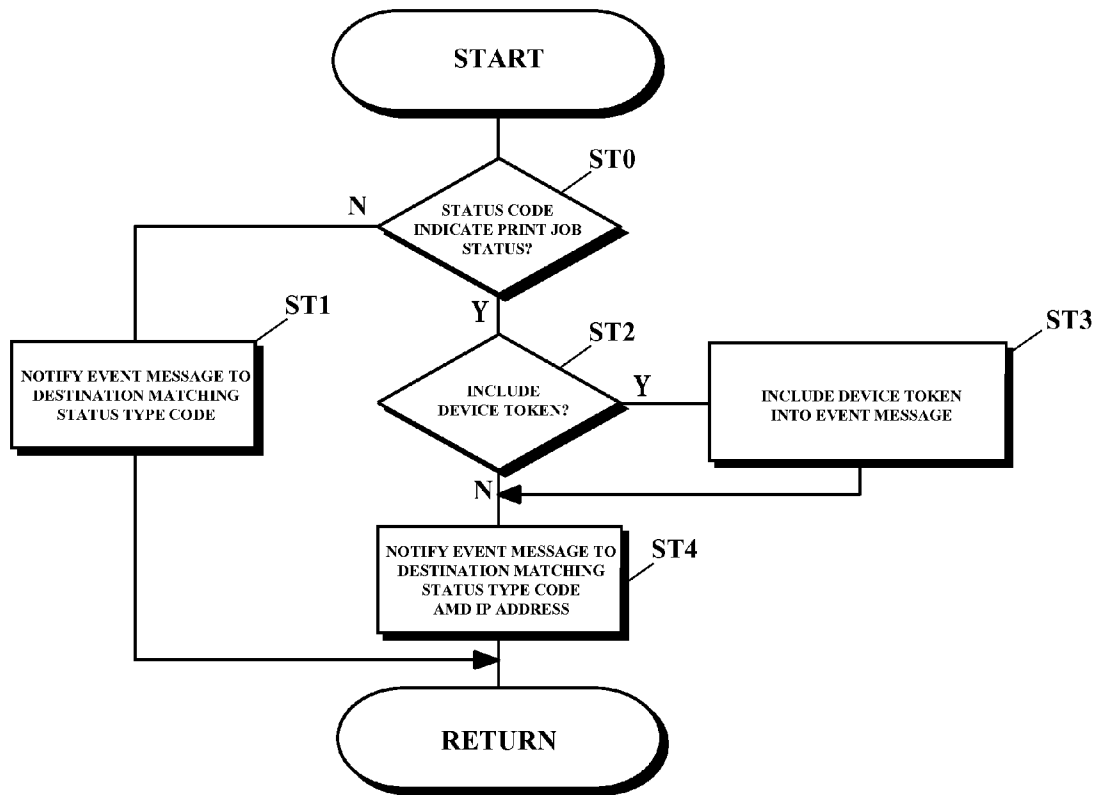 START
ST0
N
STATUS CODE
INDICATE PRINT JOB
STATUS?
Y
ST1
NOTIFY EVENT MESSAGE TO
DESTINATION MATCHING
STATUS TYPE CODE
ST2
INCLUDE
DEVICE TOKEN?
Y
ST3
INCLUDE DEVICE TOKEN
INTO EVENT MESSAGE
N
NOTIFY EVENT MESSAGE TO
DESTINATION MATCHING
STATUS TYPE CODE
AMD IP ADDRESS
ST4
RETURN